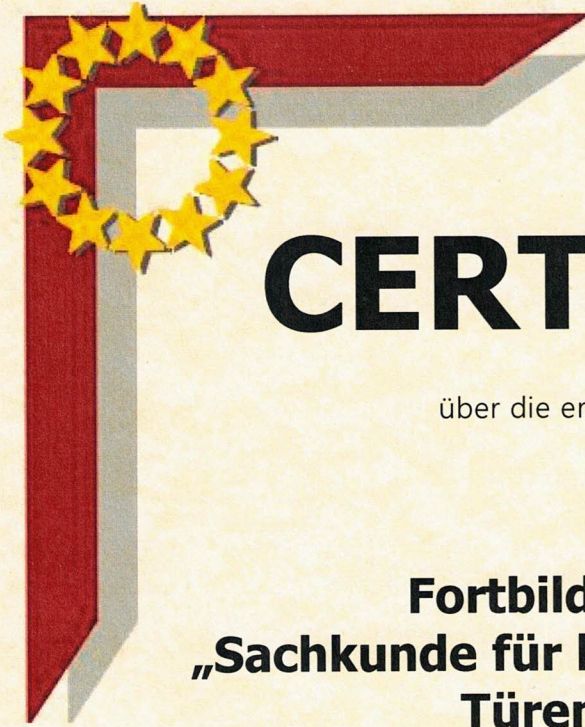 CERT
über die er
Fortbild
„Sachkunde für
Türen